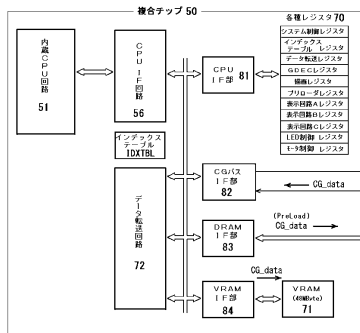 複合チップ 50
内蔵CPU回路
51
CPU IF回路
56
CPU
IF部 81
各種レジスタ 70
システム制御レジスタ
インデックス
テーブル レジスタ
データ転送レジスタ
GDECレジスタ
描画レジスタ
プリローダレジスタ
表示回路Aレジスタ
表示回路Bレジスタ
表示回路Cレジスタ
LED制御 レジスタ
モータ制御 レジスタ
インデックス
テーブル
IDXTBL
データ転送回路
72
CGバス
IF部
82
CG_data
DRAM
IF部
83
(PreLoad)
CG_data
VRAM
IF部
84
CG_data
VRAM
(48MByte)
71